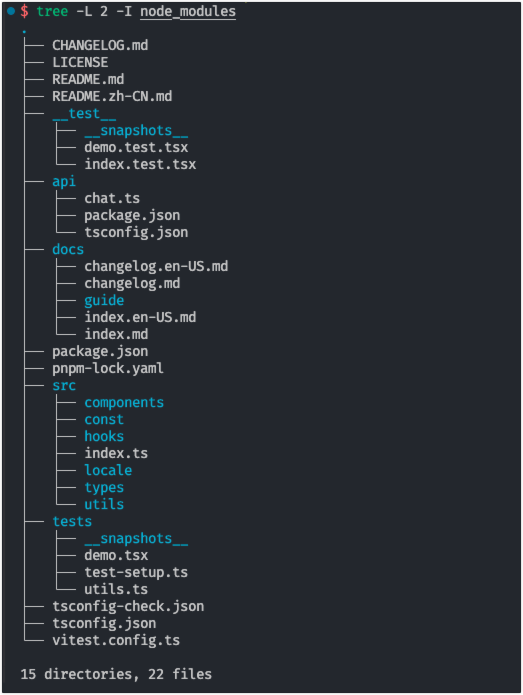 $ tree -L 2 -I node_modules
.
├── CHANGELOG.md
├── LICENSE
├── README.md
├── README.zh-CN.md
├── __test__
│   ├── __snapshots__
│   ├── demo.test.tsx
│   └── index.test.tsx
├── api
│   ├── chat.ts
│   ├── package.json
│   └── tsconfig.json
├── docs
│   ├── changelog.en-US.md
│   ├── changelog.md
│   ├── guide
│   ├── index.en-US.md
│   └── index.md
├── package.json
├── pnpm-lock.yaml
├── src
│   ├── components
│   ├── const
│   ├── hooks
│   ├── index.ts
│   ├── locale
│   ├── types
│   └── utils
├── tests
│   ├── __snapshots__
│   ├── demo.tsx
│   ├── test-setup.ts
│   └── utils.ts
├── tsconfig-check.json
├── tsconfig.json
└── vitest.config.ts

15 directories, 22 files